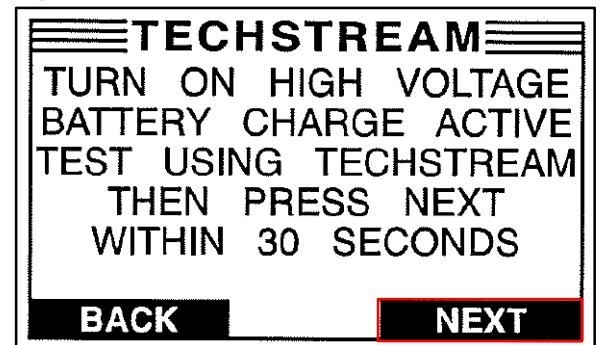 TECHSTREAM
TURN ON HIGH VOLTAGE
BATTERY CHARGE ACTIVE
TEST USING TECHSTREAM
THEN PRESS NEXT
WITHIN 30 SECONDS
BACK NEXT